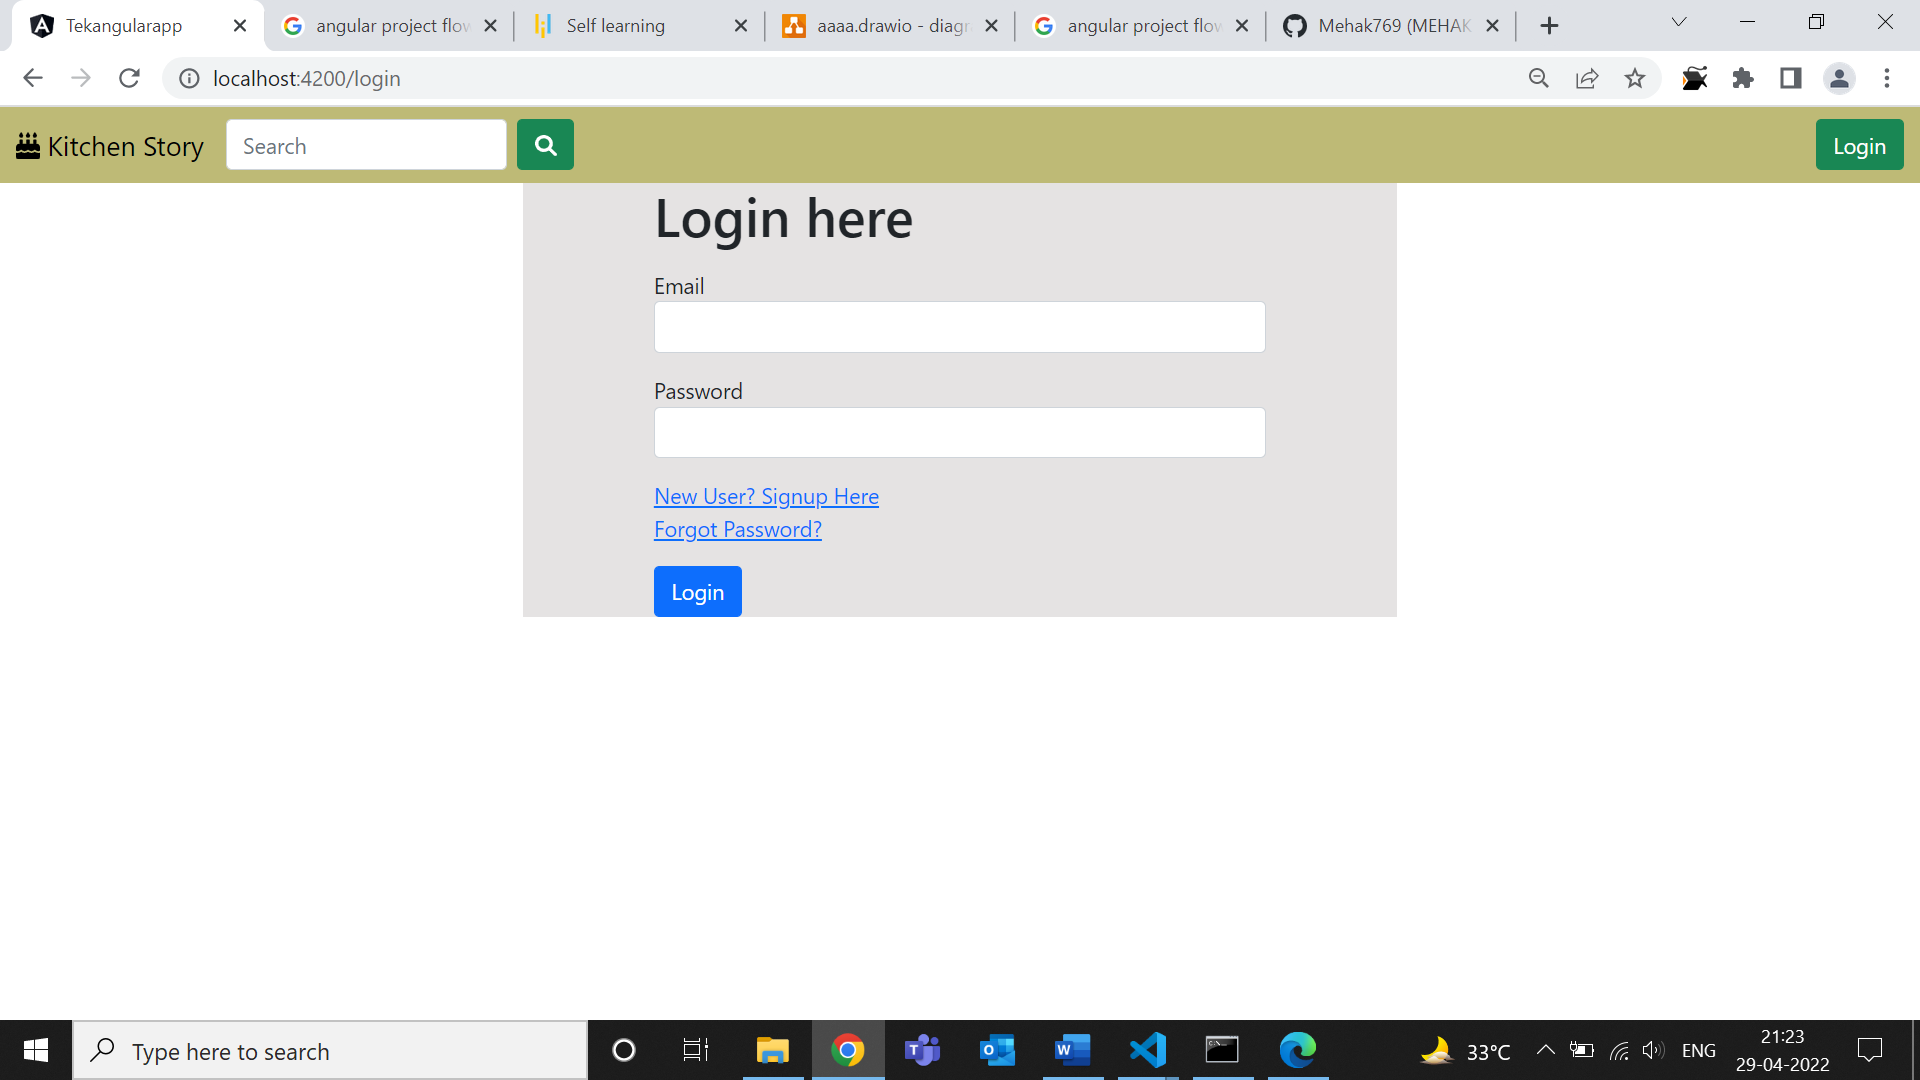 Tekangularapp
angular project flow
Self learning
aaaa.drawio - diagr
angular project flow
Mehak769 (MEHAK
localhost:4200/login
Kitchen Story
Search
Login
Login here
Email
Password
New User? Signup Here
Forgot Password?
Login
Type here to search
33°C
ENG
21:23
29-04-2022